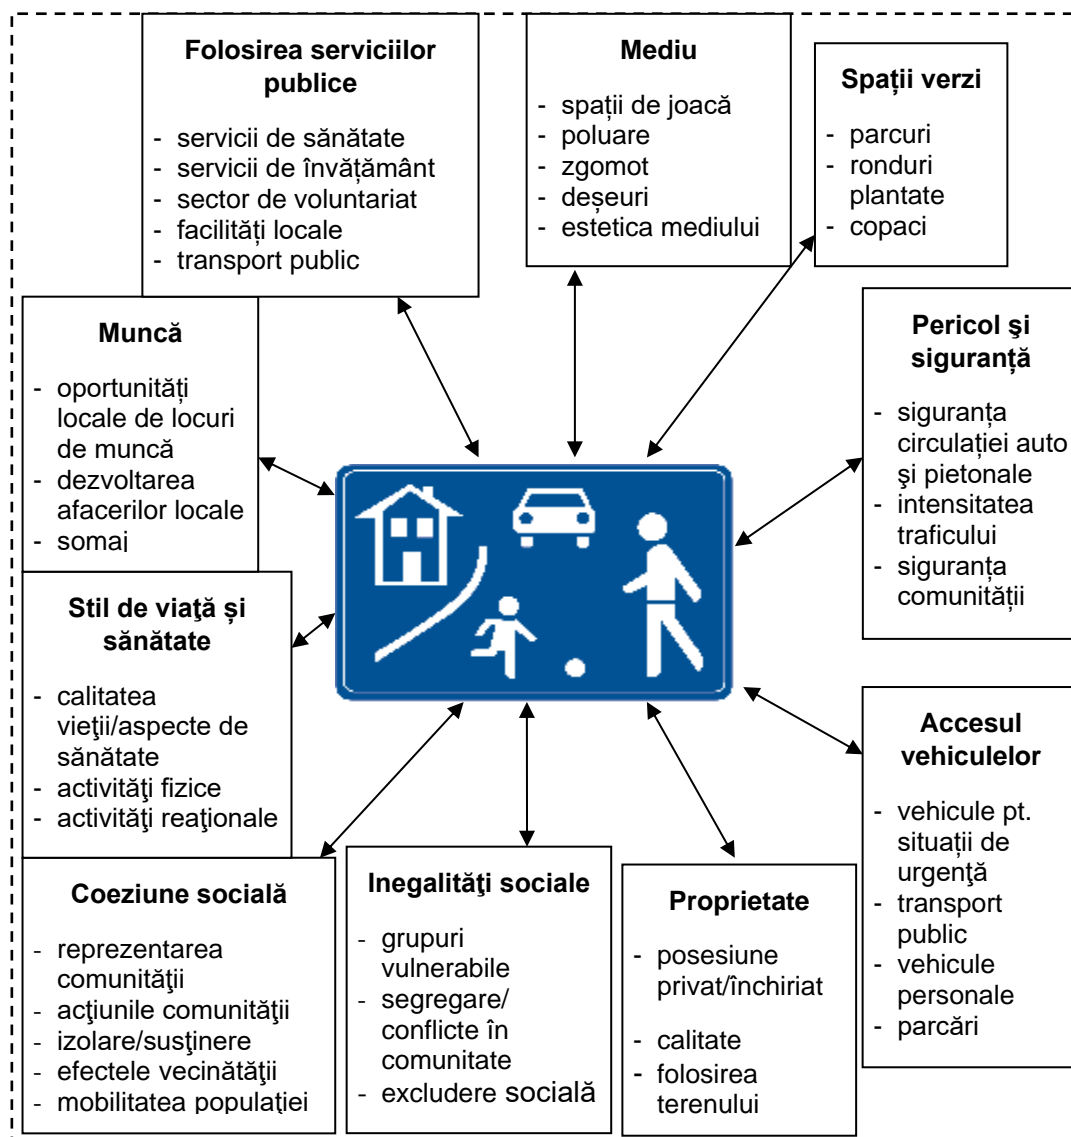 Folosirea serviciilor
publice
- servicii de sănătate
- servicii de învățământ
- sector de voluntariat
- facilități locale
- transport public
Mediu
- spații de joacă
- poluare
- zgomot
- deșeuri
- estetica mediului
Spații verzi
- parcuri
- ronduri
plantate
- copaci
Muncă
- oportunități
locale de locuri
de muncă
- dezvoltarea
afacerilor locale
- somaj
Pericol şi
siguranță
- siguranța
circulației auto
şi pietonale
- intensitatea
traficului
- siguranța
comunității
Stil de viaţă și
sănătate
- calitatea
vieţii/aspecte de
sănătate
- activităţi fizice
- activităţi reaţionale
Accesul
vehiculelor
- vehicule pt.
situații de
urgenţă
- transport
public
- vehicule
personale
- parcări
Coeziune socială
- reprezentarea
comunităţii
- acţiunile comunităţii
- izolare/susţinere
- efectele vecinătăţii
- mobilitatea populaţiei
Inegalităţi sociale
- grupuri
vulnerabile
- segregare/
conflicte în
comunitate
- excludere socială
Proprietate
- posesiune
privat/închiriat
- calitate
- folosirea
terenului